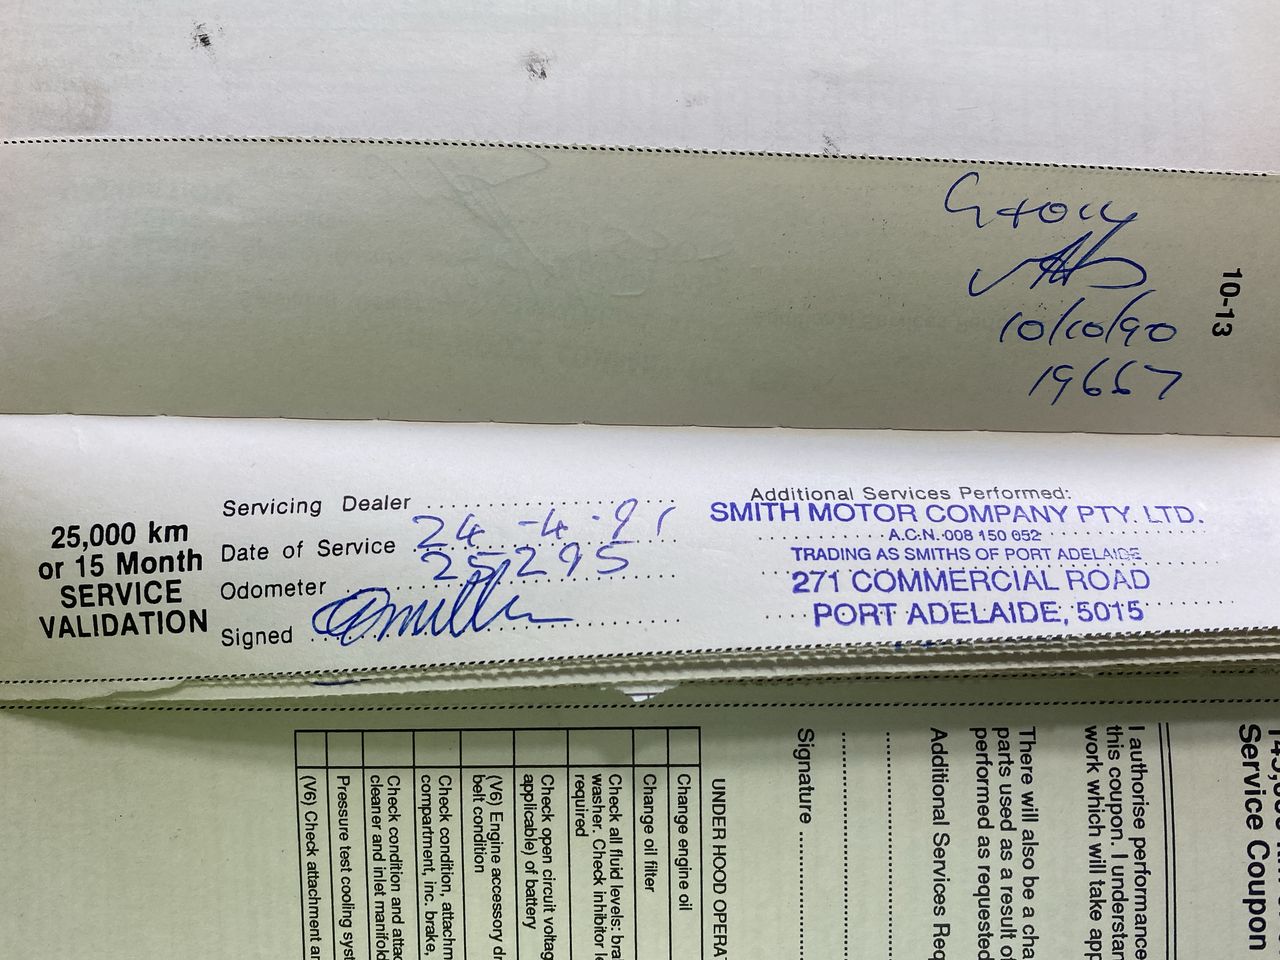 10/10/90
19667
10-13
25,000 km
or 15 Month
SERVICE
VALIDATION
Servicing Dealer
Date of Service 24-4-91
Odometer 25295
Signed
Additional Services Performed:
SMITH MOTOR COMPANY PTY. LTD.
A.C.N. 008 150 652
TRADING AS SMITHS OF PORT ADELAIDE
271 COMMERCIAL ROAD
PORT ADELAIDE, 5015
Service Coupon
I authorise performance
this coupon. I understan
work which will take app
There will also be a cha
parts used as a result o
performed as requested
Additional Services Req
Signature
UNDER HOOD OPERA
Change engine oil
Change oil filter
Check all fluid levels: bra
washer. Check inhibitor le
required
Check open circuit voltag
applicable) of battery
(V6) Engine accessory dr
belt condition
Check condition, attachm
compartment, inc. brake,
Check condition and attac
cleaner and inlet manifold
Pressure test cooling syst
(V6) Check attachment an